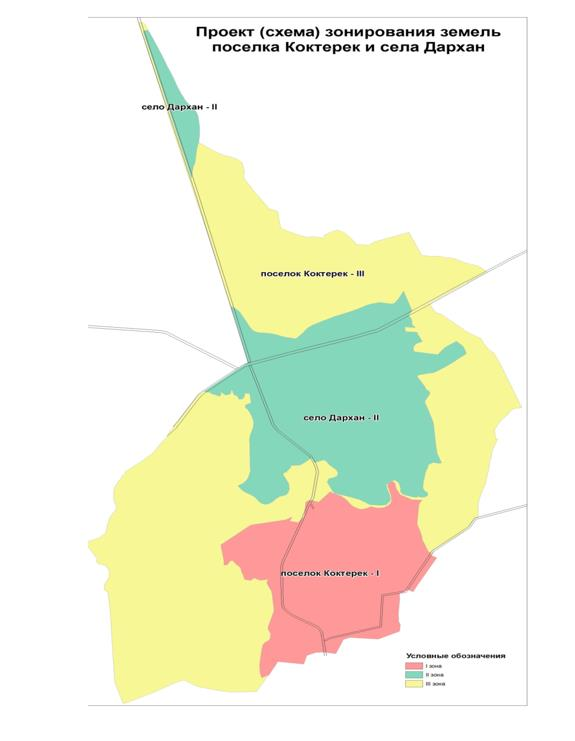 Проект (схема) зонирования земель
поселка Коктерек и села Дархан
село Дархан - II
поселок Коктерек - III
село Дархан - II
поселок Коктерек - I
Условные обозначения
I зона
II зона
III зона